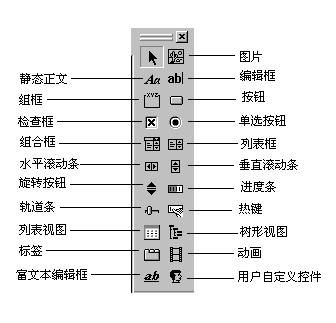 图片
静态正文 Aa ab 编辑框
组框 xyz 按钮
检查框 单选按钮
组合框 列表框
水平滚动条 垂直滚动条
旋转按钮 进度条
轨道条 热键
列表视图 树形视图
标签 动画
富文本编辑框 ab 用户自定义控件